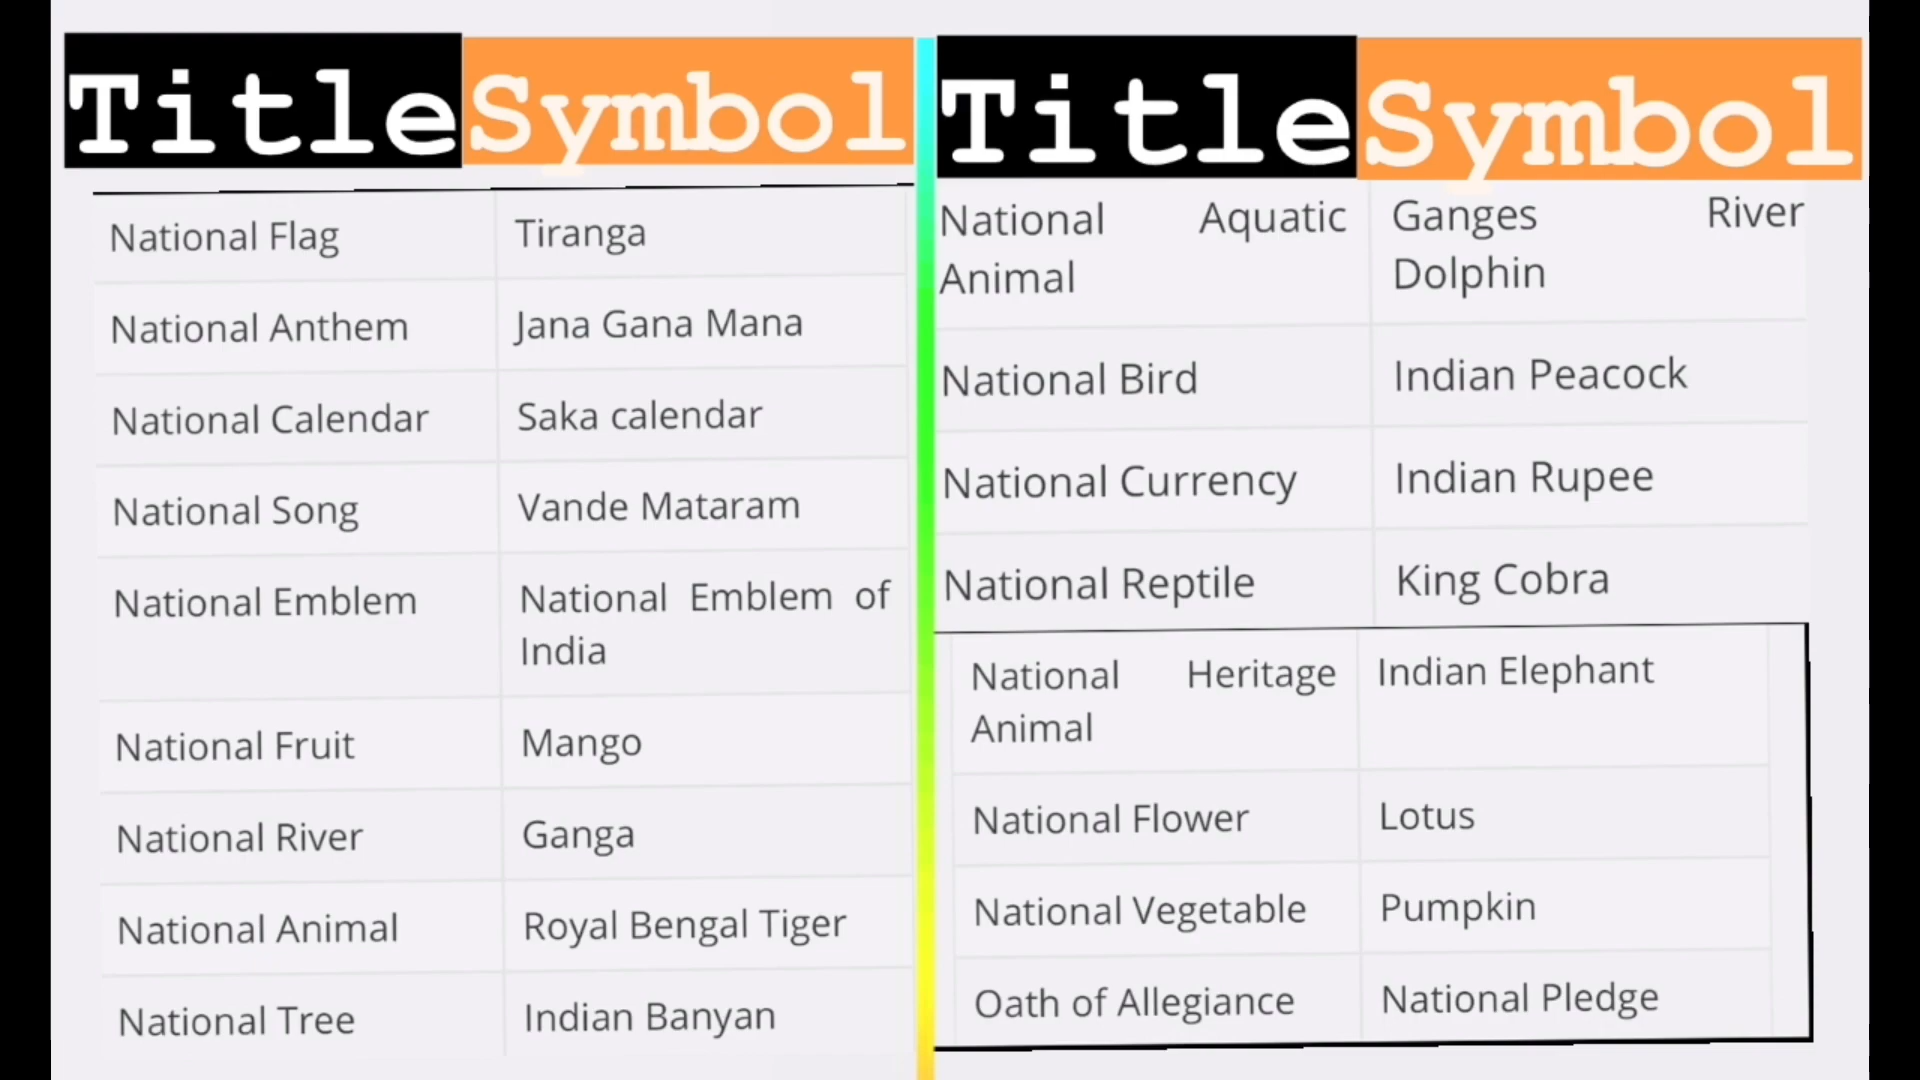 Title Symbol
National Flag Tiranga
National Anthem Jana Gana Mana
National Calendar Saka calendar
National Song Vande Mataram
National Emblem National Emblem of
India
National Fruit Mango
National River Ganga
National Animal Royal Bengal Tiger
National Tree Indian Banyan
Title Symbol
National Aquatic Ganges River
Animal Dolphin
National Bird Indian Peacock
National Currency Indian Rupee
National Reptile King Cobra
National Heritage Indian Elephant
Animal
National Flower Lotus
National Vegetable Pumpkin
Oath of Allegiance National Pledge